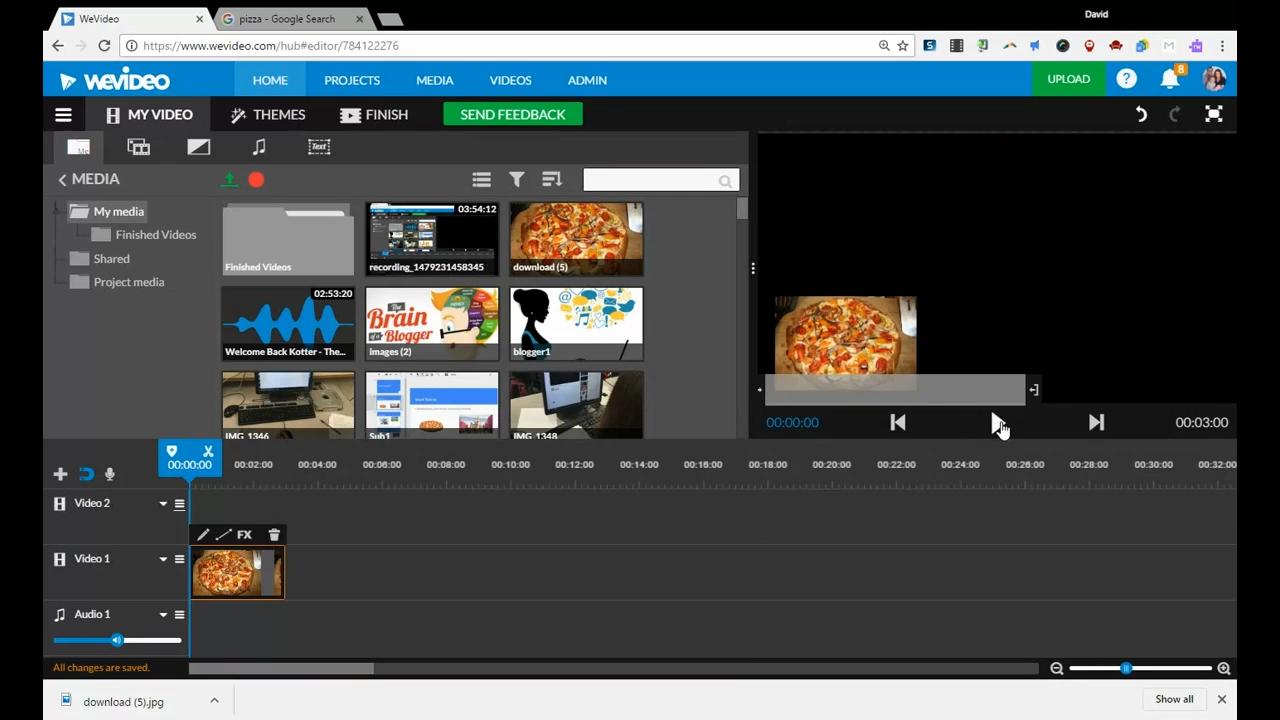 David
WeVideo
pizza - Google Search
https://www.wevideo.com/hub#editor/784122276
WEVIDEO
HOME
PROJECTS
MEDIA
VIDEOS
ADMIN
UPLOAD
8
MY VIDEO
THEMES
FINISH
SEND FEEDBACK
Me
Text
MEDIA
My media
Finished Videos
Shared
Project media
Finished Videos
03:54:12
recording_1479231458345
download (5)
02:53:20
Welcome Back Kotter - The...
The
Brain
of a Blogger
images (2)
blogger1
IMG_1346
Sub1
IMG_1348
00:00:00
00:03:00
00:00:00
00:02:00
00:04:00
00:06:00
00:08:00
00:10:00
00:12:00
00:14:00
00:16:00
00:18:00
00:20:00
00:22:00
00:24:00
00:26:00
00:28:00
00:30:00
00:32:00
Video 2
FX
Video 1
Audio 1
All changes are saved.
download (5).jpg
Show all